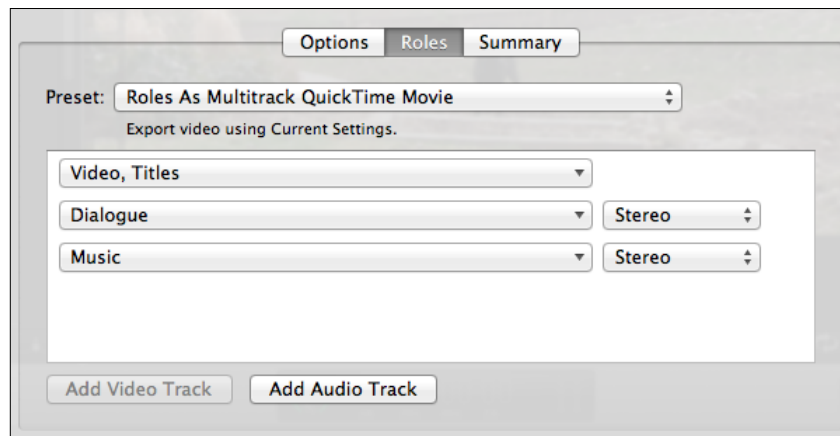 Options Roles Summary
Preset: Roles As Multitrack QuickTime Movie
Export video using Current Settings.
Video, Titles
Dialogue Stereo
Music Stereo
Add Video Track Add Audio Track